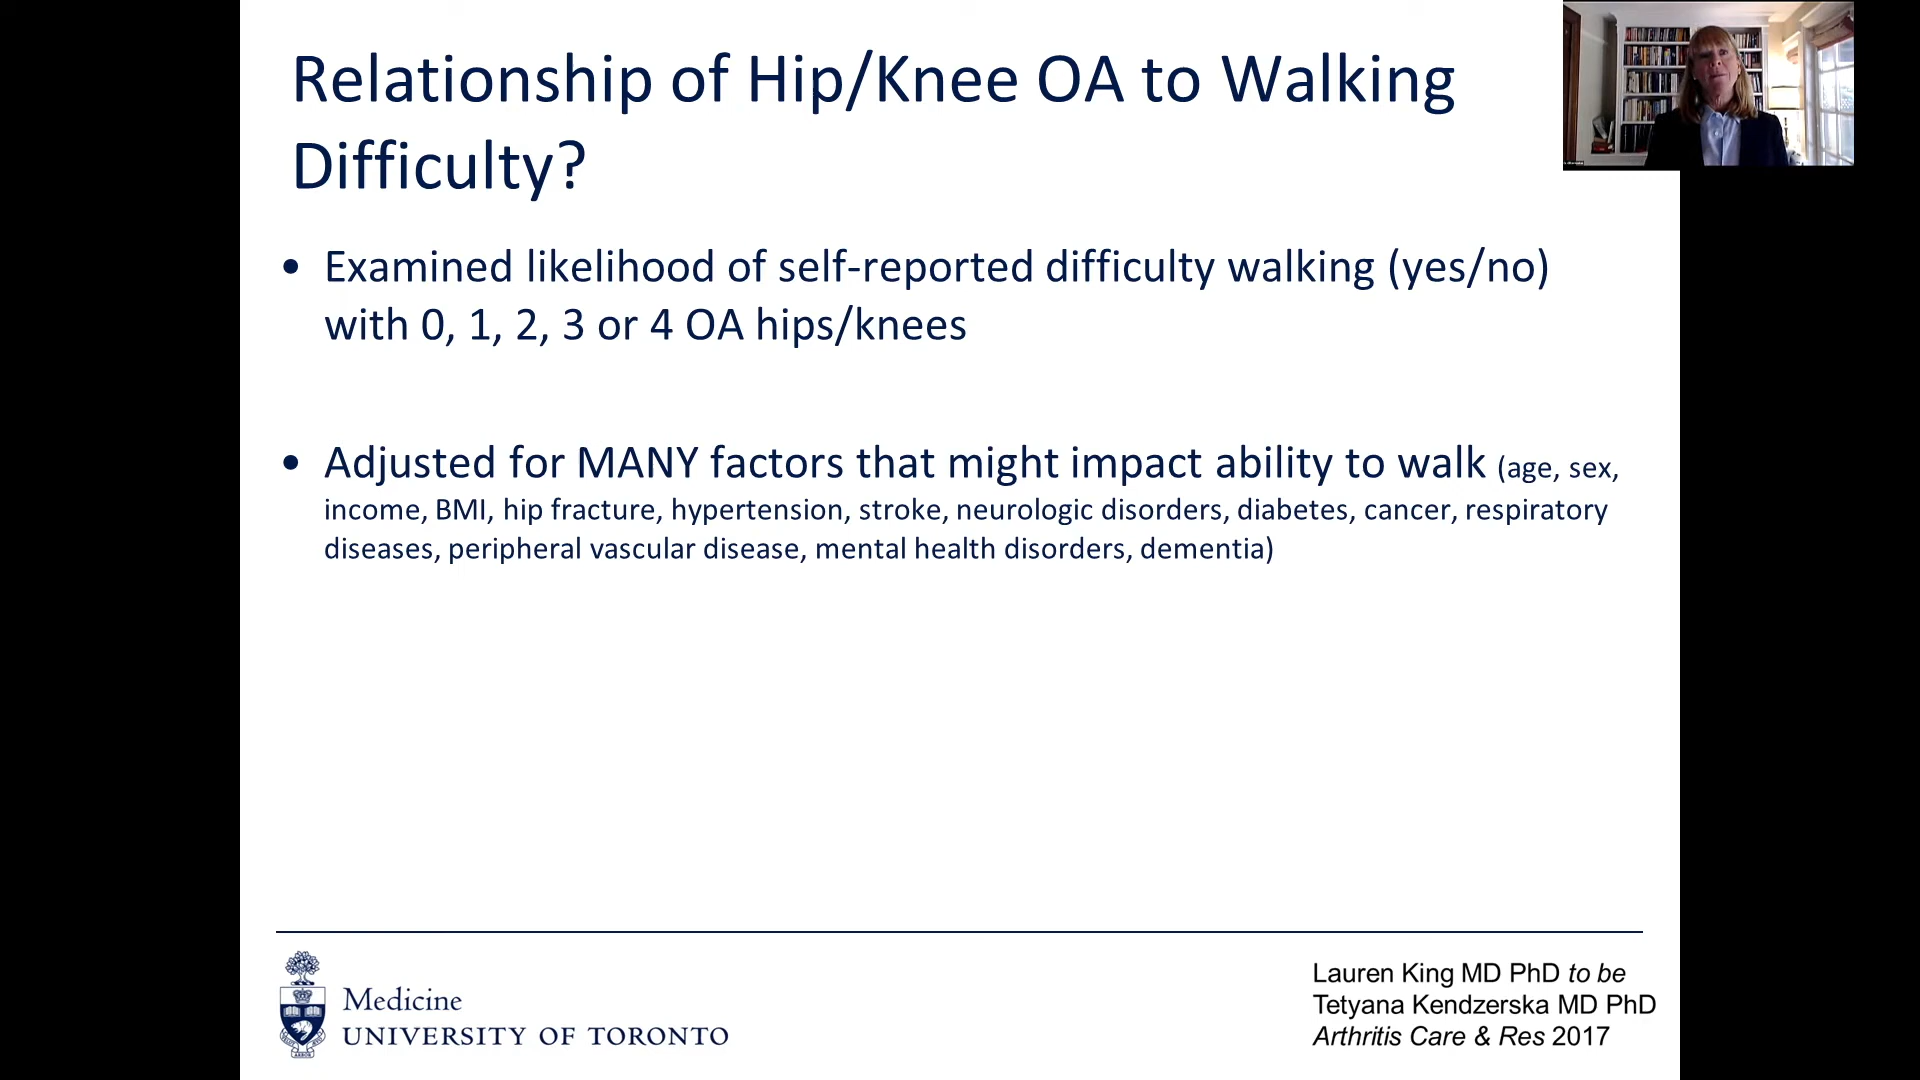 Relationship of Hip/Knee OA to Walking
Difficulty?
• Examined likelihood of self-reported difficulty walking (yes/no)
with 0, 1, 2, 3 or 4 OA hips/knees
• Adjusted for MANY factors that might impact ability to walk (age, sex,
income, BMI, hip fracture, hypertension, stroke, neurologic disorders, diabetes, cancer, respiratory
diseases, peripheral vascular disease, mental health disorders, dementia)
Medicine
UNIVERSITY OF TORONTO
Lauren King MD PhD to be
Tetyana Kendzerska MD PhD
Arthritis Care & Res 2017